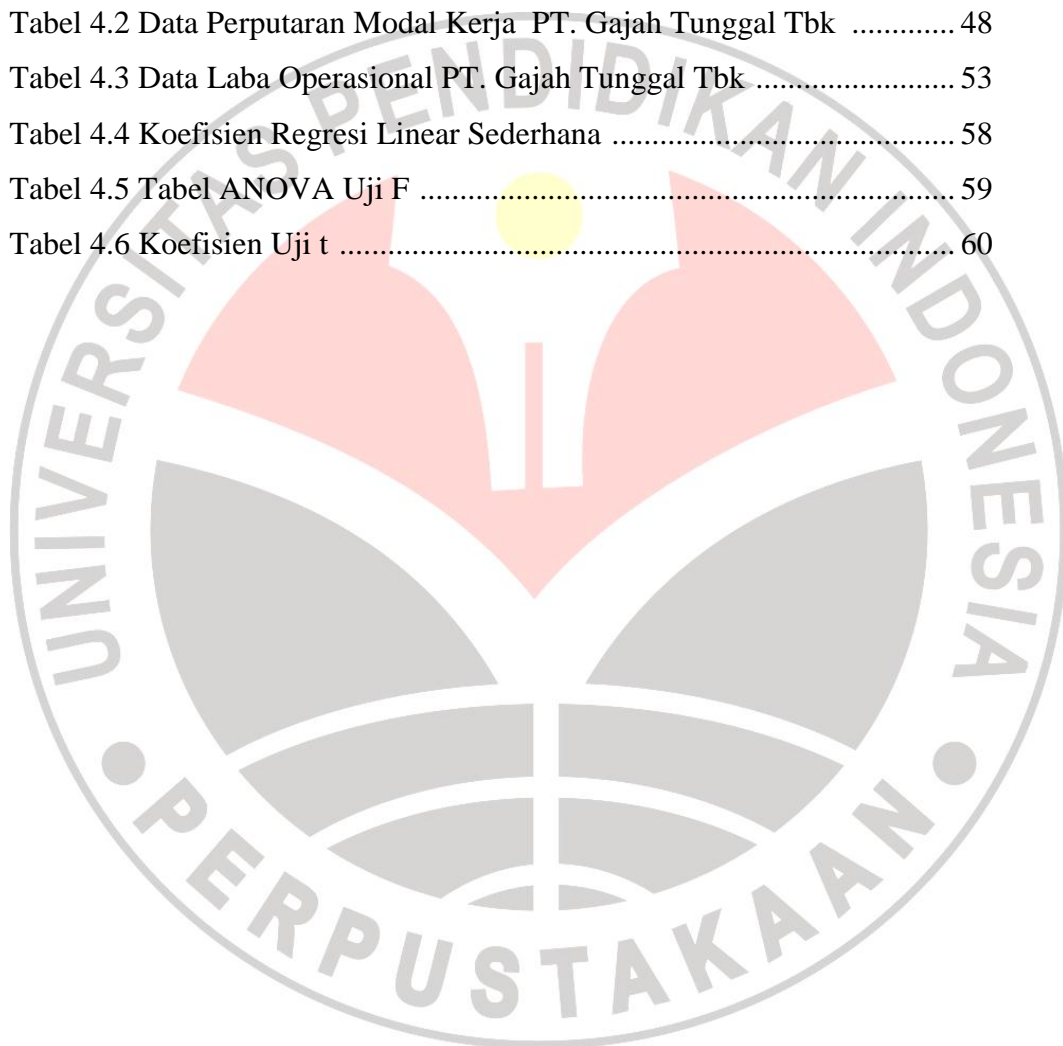 Tabel 4.2 Data Perputaran Modal Kerja  PT. Gajah Tunggal Tbk ............. 48
Tabel 4.3 Data Laba Operasional PT. Gajah Tunggal Tbk ......................... 53
Tabel 4.4 Koefisien Regresi Linear Sederhana ........................................... 58
Tabel 4.5 Tabel ANOVA Uji F ................................................................... 59
Tabel 4.6 Koefisien Uji t ............................................................................. 60
UNIVERSITAS PENDIDIKAN INDONESIA
PERPUSTAKAAN